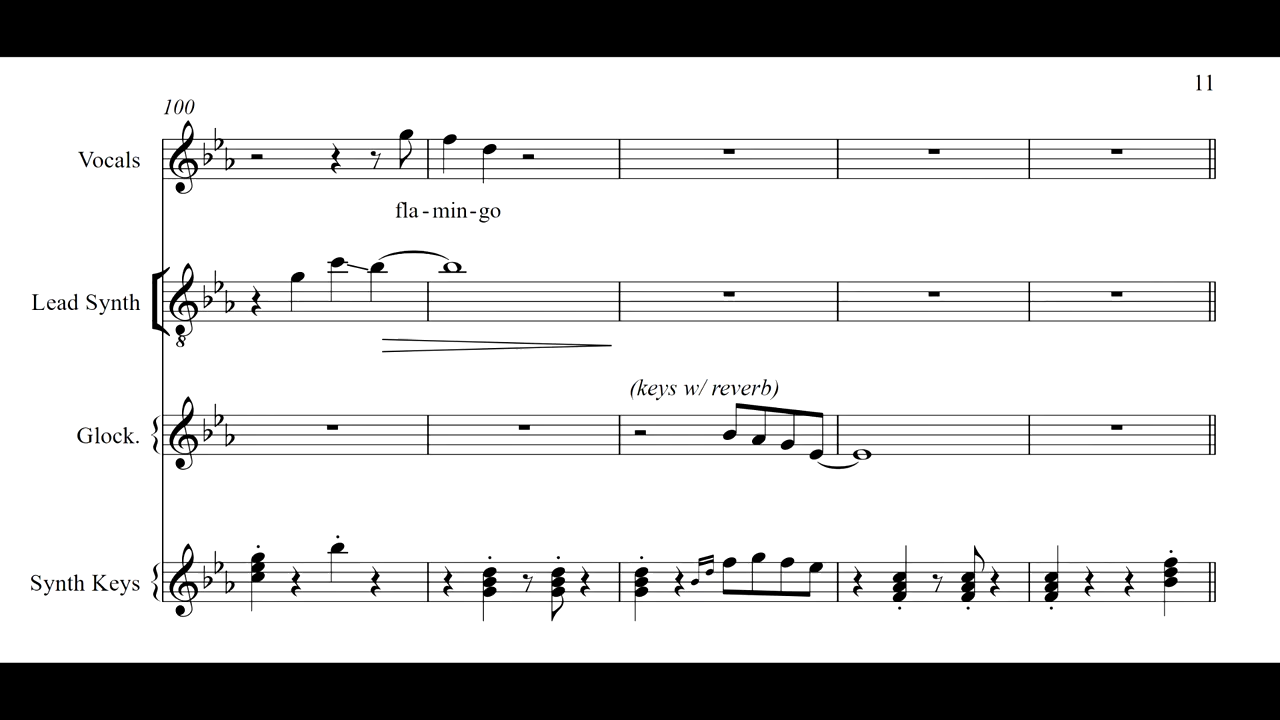 11
100
Vocals
fla - min - go
Lead Synth
8
(keys w/ reverb)
Glock.
Synth Keys